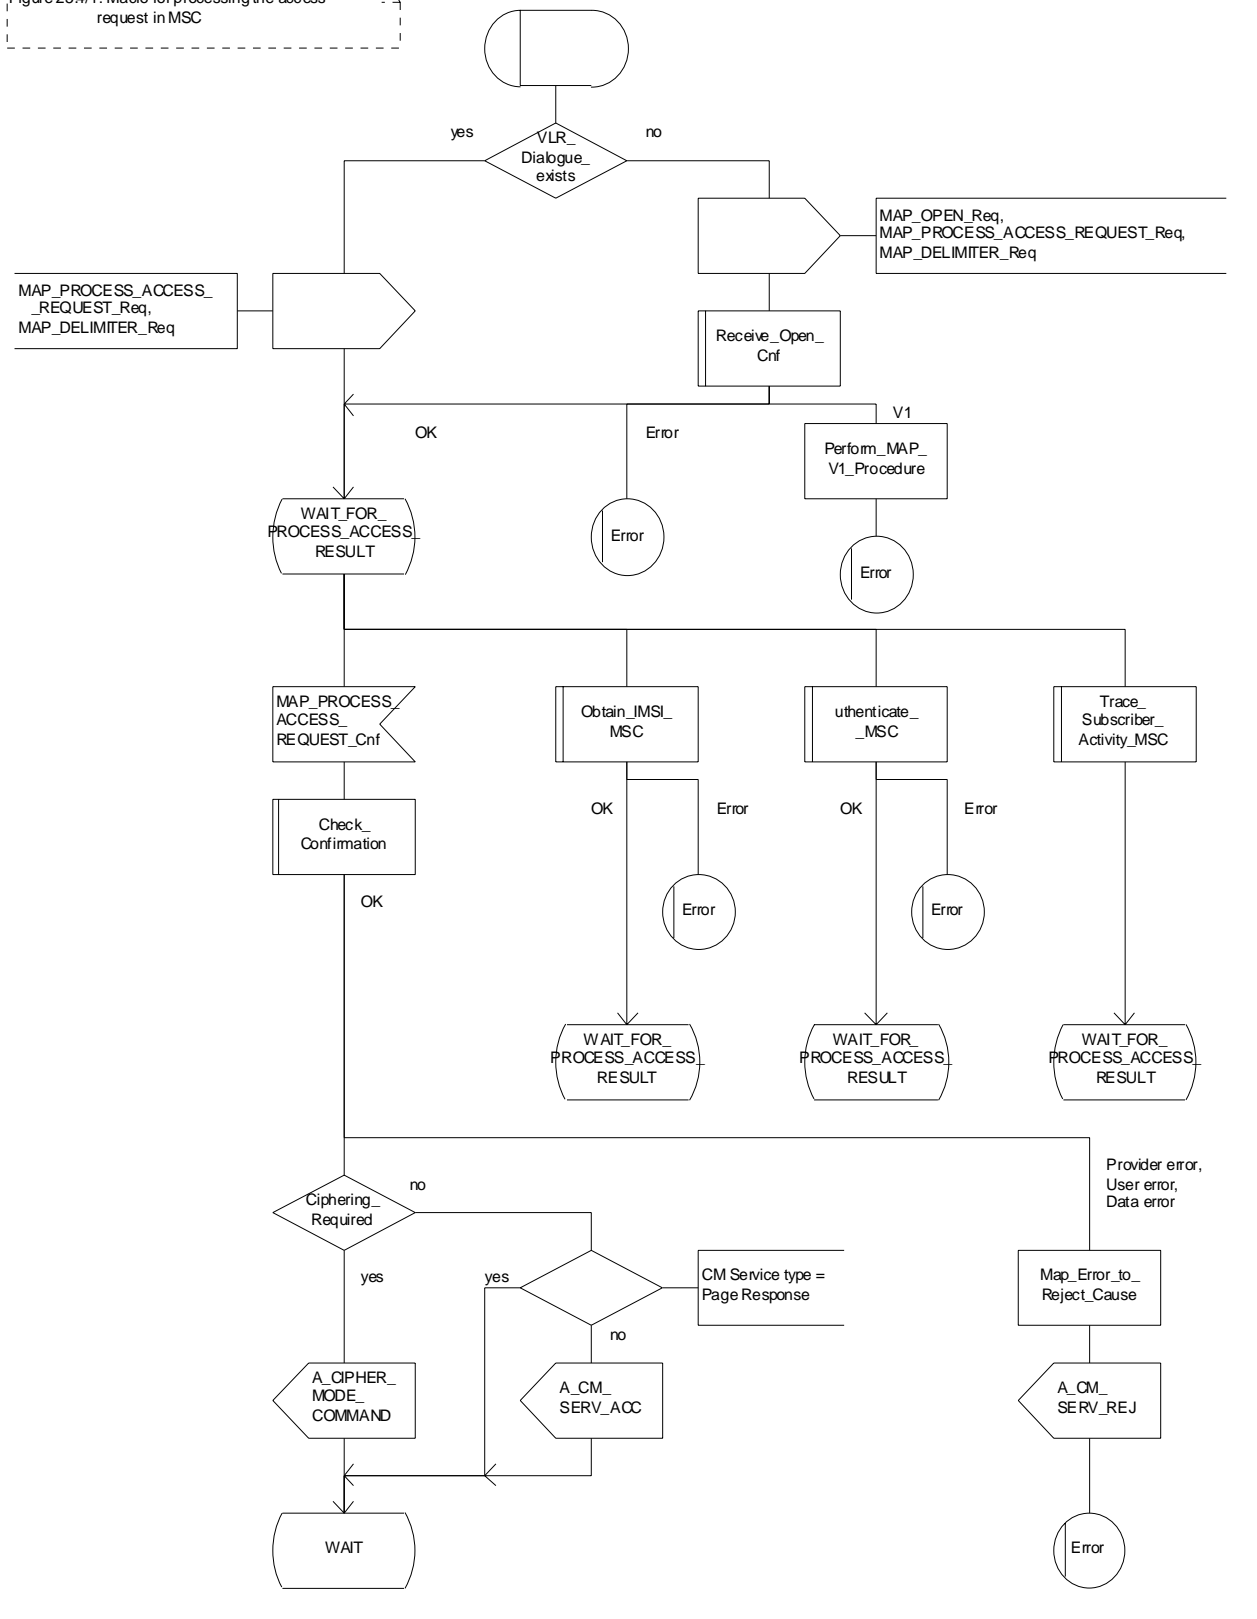 Figure 25.4/1: Macro for processing the access
request in MSC
yes
no
VLR_
Dialogue_
exists
MAP_OPEN_Req,
MAP_PROCESS_ACCESS_REQUEST_Req,
MAP_DELIMITER_Req
MAP_PROCESS_ACCESS_
_REQUEST_Req,
MAP_DELIMITER_Req
Receive_Open_
Cnf
OK
Error
V1
Perform_MAP_
V1_Procedure
WAIT_FOR_
PROCESS_ACCESS_
RESULT
Error
Error
MAP_PROCESS_
ACCESS_
REQUEST_Cnf
Obtain_IMSI_
MSC
uthenticate_
_MSC
Trace_
Subscriber_
Activity_MSC
OK
Error
OK
Error
Check_
Confirmation
OK
Error
Error
WAIT_FOR_
PROCESS_ACCESS_
RESULT
WAIT_FOR_
PROCESS_ACCESS_
RESULT
WAIT_FOR_
PROCESS_ACCESS_
RESULT
Provider error,
User error,
Data error
Ciphering_
Required
no
yes
yes
CM Service type =
Page Response
no
Map_Error_to_
Reject_Cause
A_CIPHER_
MODE_
COMMAND
A_CM_
SERV_ACC
A_CM_
SERV_REJ
WAIT
Error